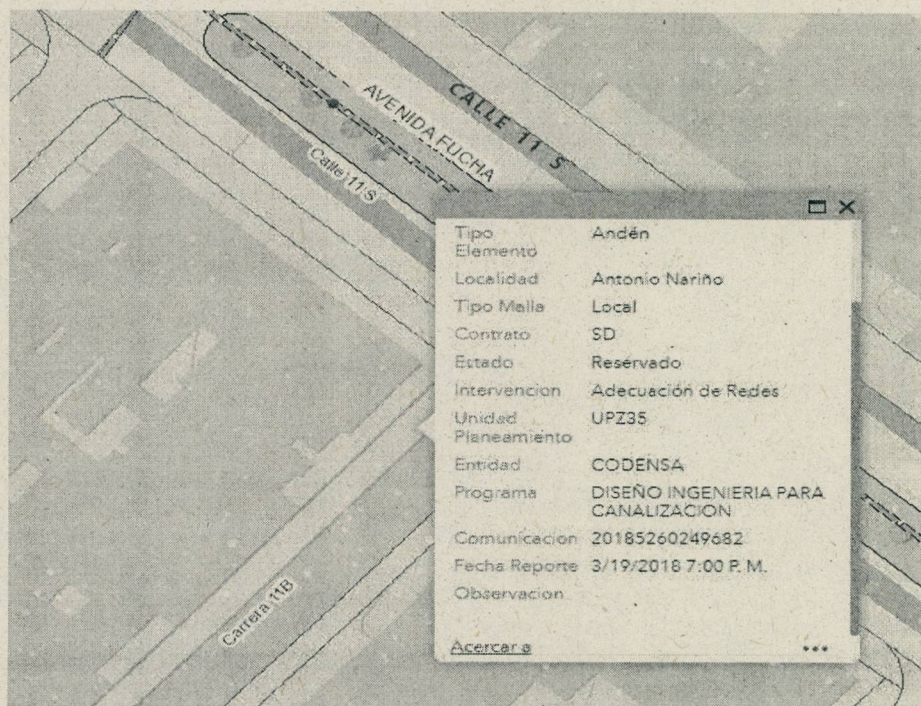 CALLE 11 S
AVENIDA FUCHA
Calle 11 S
Tipo Elemento Andén
Localidad Antonio Nariño
Tipo Malla Local
Contrato SD
Estado Reservado
Intervencion Adecuación de Redes
Unidad Planeamiento UPZ35
Entidad CODENSA
Programa DISEÑO INGENIERIA PARA
CANALIZACION
Comunicacion 20185260249682
Fecha Reporte 3/19/2018 7:00 P. M.
Observacion
Acercar a
Carrera 11B